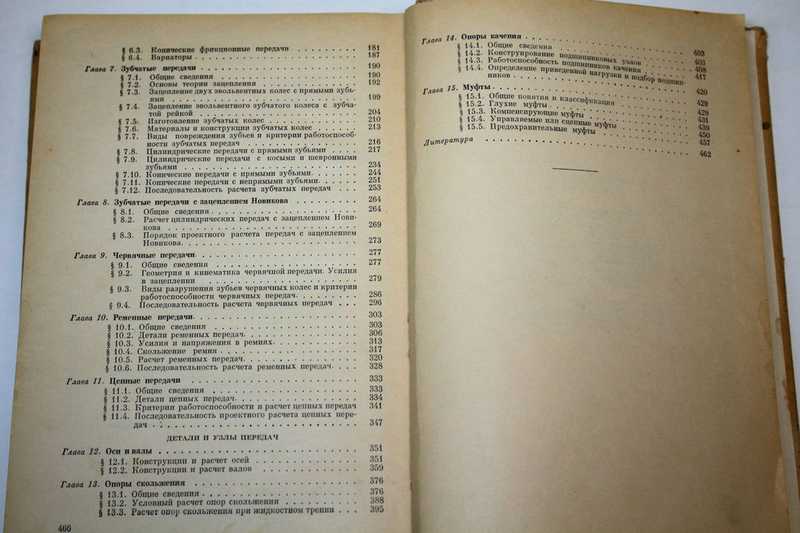 § 6.3. Конические фрикционные передачи . . . . . . . . 181
§ 6.4. Вариаторы . . . . . . . . . . . . . . . . . . . 187
Глава 7. Зубчатые передачи . . . . . . . . . . . . . . . . 190
§ 7.1. Общие сведения . . . . . . . . . . . . . . . . 190
§ 7.2. Основы теории зацепления . . . . . . . . . . . 192
§ 7.3. Зацепление двух эвольвентных колес с прямыми зубьями . . . . . . . . . . . . . . . . . . . . . 199
§ 7.4. Зацепление эвольвентного зубчатого колеса с зубчатой рейкой . . . . . . . . . . . . . . . . . . 204
§ 7.5. Изготовление зубчатых колес . . . . . . . . . . 210
§ 7.6. Материалы и конструкции зубчатых колес . . . . 213
§ 7.7. Виды повреждения зубьев и критерии работоспособности зубчатых передач . . . . . . . . . . . . . 216
§ 7.8. Цилиндрические передачи с прямыми зубьями . . . 217
§ 7.9. Цилиндрические передачи с косыми и шевронными
зубьями . . . . . . . . . . . . . . . . . . . . 234
§ 7.10. Конические передачи с прямыми зубьями. . . . . . 244
§ 7.11. Конические передачи с непрямыми зубьями. . . . . 251
§ 7.12. Последовательность расчета зубчатых передач . . . 253
Глава 8. Зубчатые передачи с зацеплением Новикова . . . . . . 264
§ 8.1. Общие сведения . . . . . . . . . . . . . . . . 264
§ 8.2. Расчет цилиндрических передач с зацеплением Новикова . . . . . . . . . . . . . . . . . . . . . 269
§ 8.3. Порядок проектного расчета передач с зацеплением
Новикова. . . . . . . . . . . . . . . . . . . . 273
Глава 9. Червячные передачи . . . . . . . . . . . . . . . . 277
§ 9.1. Общие сведения . . . . . . . . . . . . . . . . 277
§ 9.2. Геометрия и кинематика червячной передачи. Усилия
в зацеплении . . . . . . . . . . . . . . . . . 279
§ 9.3. Виды разрушения зубьев червячных колес и критерии
работоспособности червячных передач. . . . . . . . 286
§ 9.4. Последовательность расчета червячных передач . . . 296
Глава 10. Ременные передачи. . . . . . . . . . . . . . . . . 303
§ 10.1. Общие сведения . . . . . . . . . . . . . . . . 303
§ 10.2. Детали ременных передач. . . . . . . . . . . . . 306
§ 10.3. Усилия и напряжения в ремнях. . . . . . . . . . 313
§ 10.4. Скольжение ремня . . . . . . . . . . . . . . . 317
§ 10.5. Расчет ременных передач. . . . . . . . . . . . . 320
§ 10.6. Последовательность расчета ременных передач. . . . 328
Глава 11. Цепные передачи . . . . . . . . . . . . . . . . . 333
§ 11.1. Общие сведения . . . . . . . . . . . . . . . . 333
§ 11.2. Детали цепных передач. . . . . . . . . . . . . . 334
§ 11.3. Критерии работоспособности и расчет цепных передач 341
§ 11.4. Последовательность проектного расчета цепных передач . . . . . . . . . . . . . . . . . . . . . 347
ДЕТАЛИ И УЗЛЫ ПЕРЕДАЧ
Глава 12. Оси и валы . . . . . . . . . . . . . . . . . . . . 351
§ 12.1. Конструкции и расчет осей . . . . . . . . . . . 351
§ 12.2. Конструкции и расчет валов . . . . . . . . . . 359
Глава 13. Опоры скольжения . . . . . . . . . . . . . . . . . 376
§ 13.1. Общие сведения . . . . . . . . . . . . . . . . . 376
§ 13.2. Условный расчет опор скольжения . . . . . . . . 388
§ 13.3. Расчет опор скольжения при жидкостном трении . . . 395
466
Глава 14. Опоры качения . . . . . . . . . . . . . . . . . . 403
§ 14.1. Общие сведения . . . . . . . . . . . . . . . . 403
§ 14.2. Конструирование подшипниковых узлов . . . . . . 408
§ 14.3. Работоспособность подшипников качения . . . . . 417
§ 14.4. Определение приведенной нагрузки и подбор подшипников . . . . . . . . . . . . . . . . . . . . 420
Глава 15. Муфты . . . . . . . . . . . . . . . . . . . . . . 428
§ 15.1. Общие понятия и классификация . . . . . . . . . 429
§ 15.2. Глухие муфты . . . . . . . . . . . . . . . . . 431
§ 15.3. Компенсирующие муфты . . . . . . . . . . . . . 439
§ 15.4. Управляемые или сцепные муфты . . . . . . . . . 450
§ 15.5. Предохранительные муфты . . . . . . . . . . . . 457
Литература . . . . . . . . . . . . . . . . . . . . . . . . . 462